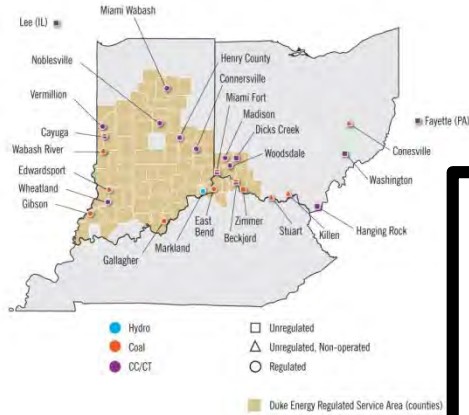 Miami Wabash
Lee (IL)
Noblesville
Henry County
Connersville
Vermillion
Miami Fort
Madison
Cayuga
Dicks Creek
Fayette (PA)
Wabash River
Woodsdale
Conesville
Edwardsport
Washington
Wheatland
Gibson
East
Bend
Zimmer
Stuart
Killen
Hanging Rock
Gallagher
Markland
Beckjord
Hydro
Coal
CC/CT
Unregulated
Unregulated, Non-operated
Regulated
Duke Energy Regulated Service Area (counties)